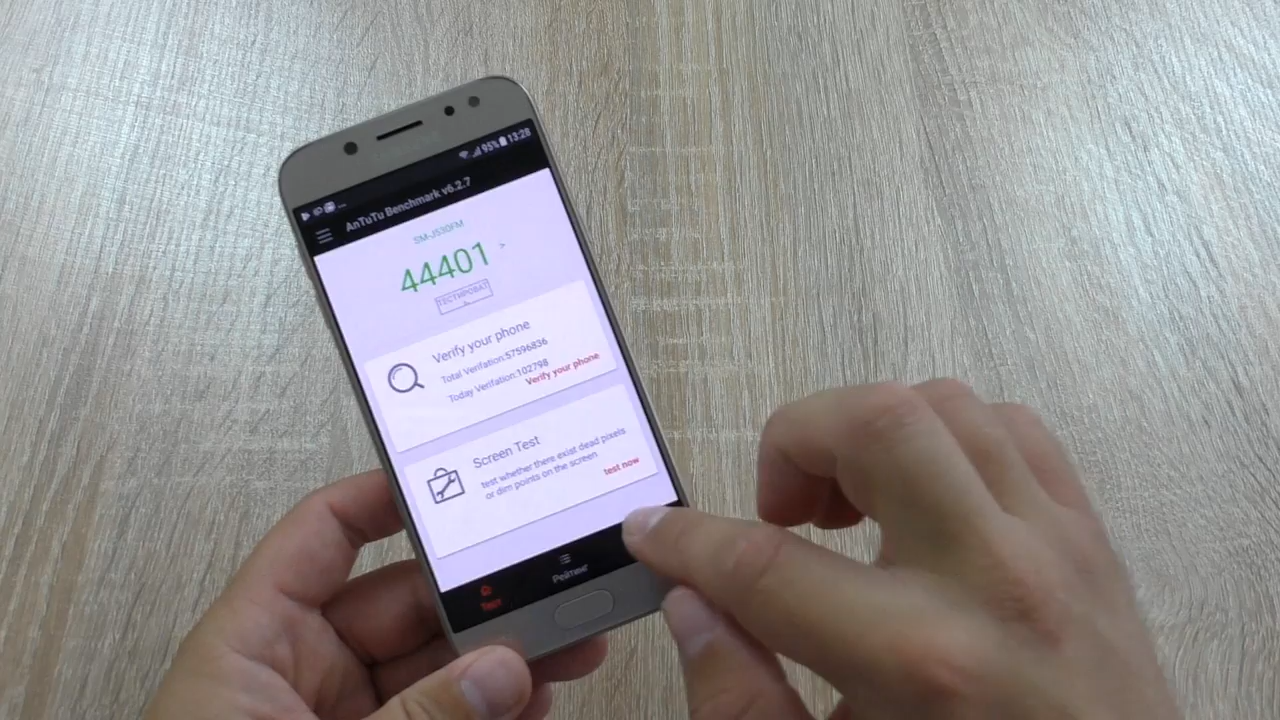 95% 13:28
AnTuTu Benchmark v6.2.7
SM-J530FM
44401 >
ТЕСТИРОВАТ
Verify your phone
Total Verifation:57596836
Today Verifation:102798
Verify your phone
Screen Test
test whether there exist dead pixels
or dim points on the screen
test now
Тест
Рейтинг